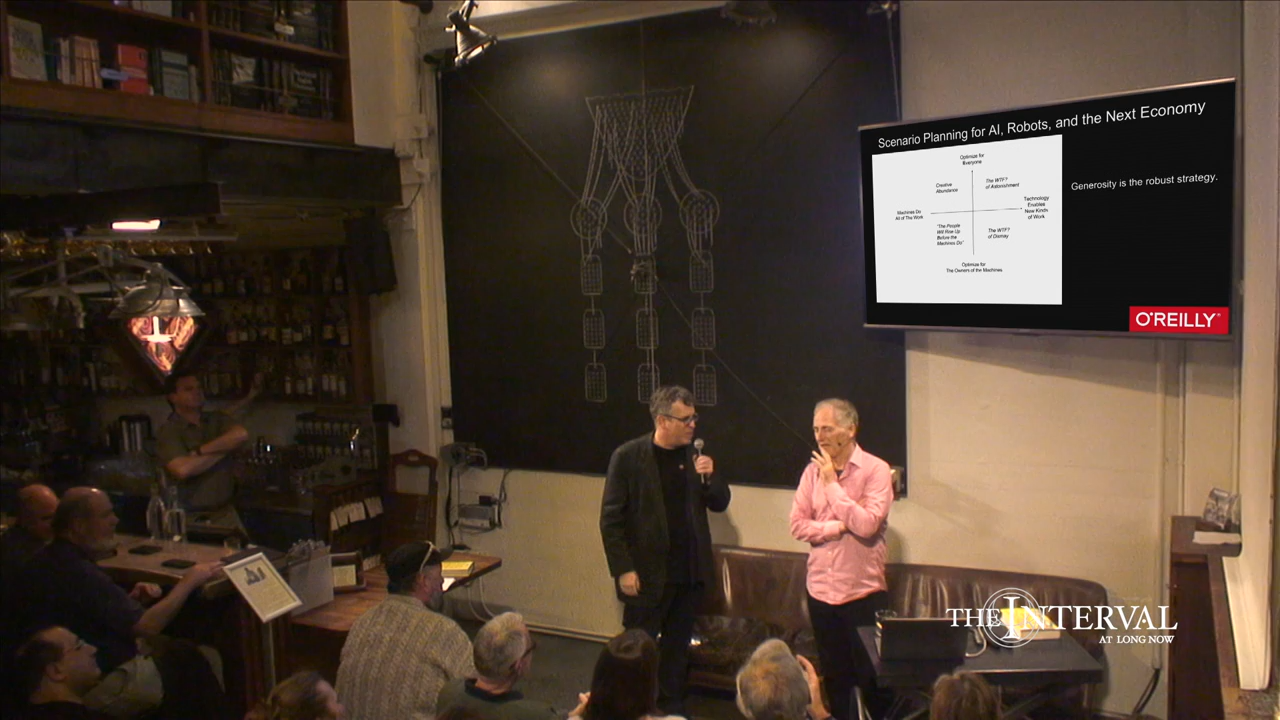 Scenario Planning for AI, Robots, and the Next Economy
Optimize for
Everyone
Creative
Abundance
The WTF?
of Astonishment
Machines Do
All of The Work
Technology
Enables
New Kinds
of Work
"The People
Will Rise Up
Before the
Machines Do"
The WTF?
of Dismay
Optimize for
The Owners of the Machines
Generosity is the robust strategy.
O'REILLY
THE INTERVAL
AT LONG NOW